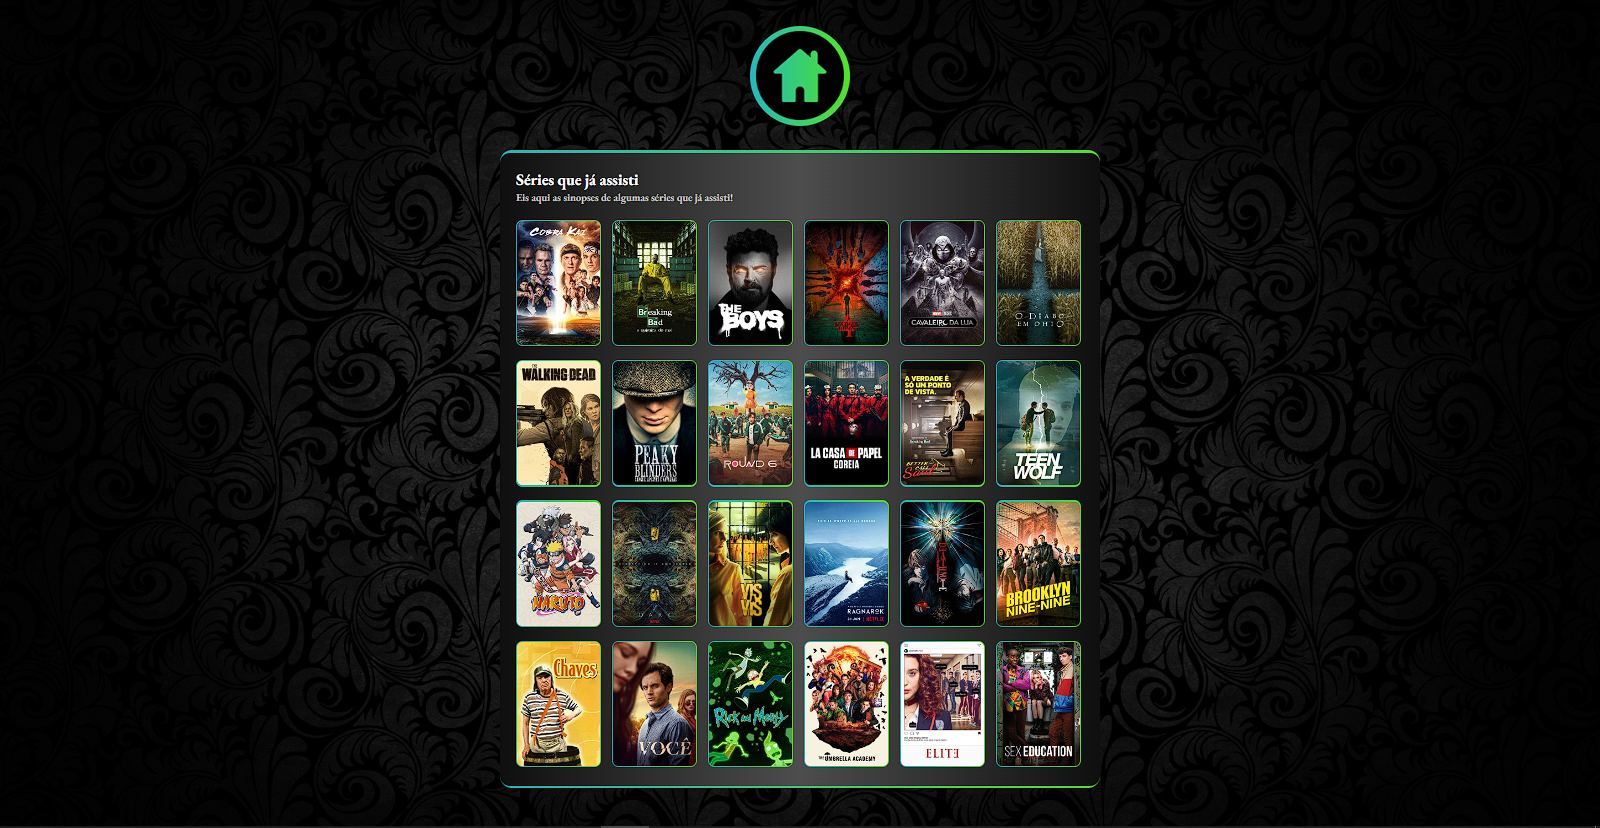 Séries que já assisti
Eis aqui as sinopses de algumas séries que já assisti!
COBRA KAI
Breaking
Bad
THE
BOYS
CAVALEIRO DA LUA
O DIABO
EM OHIO
WALKING DEAD
PEAKY
BLINDERS
ROUND 6
LA CASA DE PAPEL
COREIA
A VERDADE É
SÓ UM PONTO
DE VISTA.
BETTER
CALL
Saul
TEEN
WOLF
NARUTO
VIS
VIS
RAGNAROK
BROOKLYN
NINE-NINE
Chaves
VOCÊ
RICK AND MORTY
THE UMBRELLA ACADEMY
ELITE
SEX EDUCATION